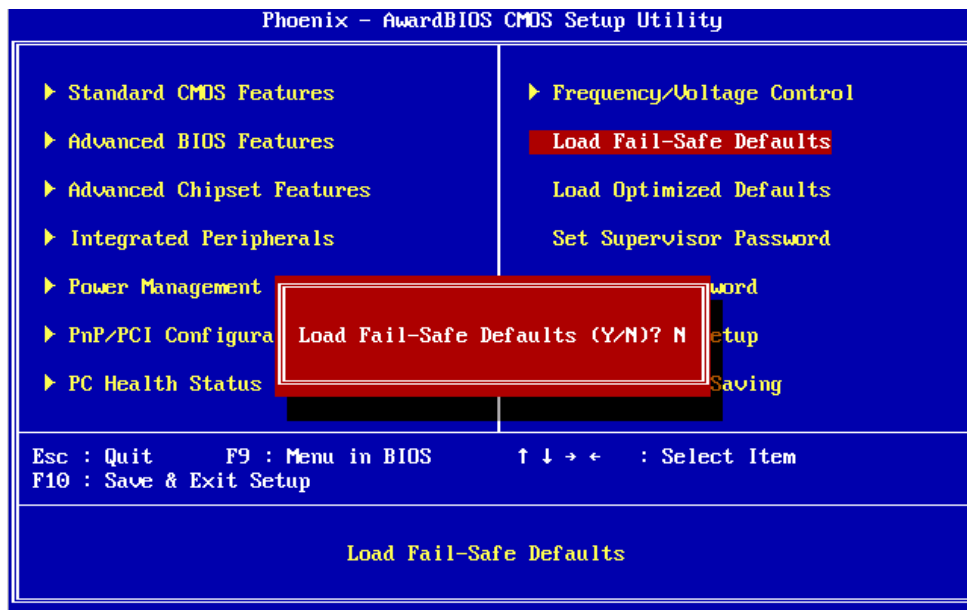 Phoenix - AwardBIOS CMOS Setup Utility
Standard CMOS Features
Advanced BIOS Features
Advanced Chipset Features
Integrated Peripherals
Power Management
PnP/PCI Configura
PC Health Status
Frequency/Voltage Control
Load Fail-Safe Defaults
Load Optimized Defaults
Set Supervisor Password
word
etup
Saving
Load Fail-Safe Defaults (Y/N)? N
Esc : Quit F9 : Menu in BIOS ↑ ↓ → ← : Select Item
F10 : Save & Exit Setup
Load Fail-Safe Defaults